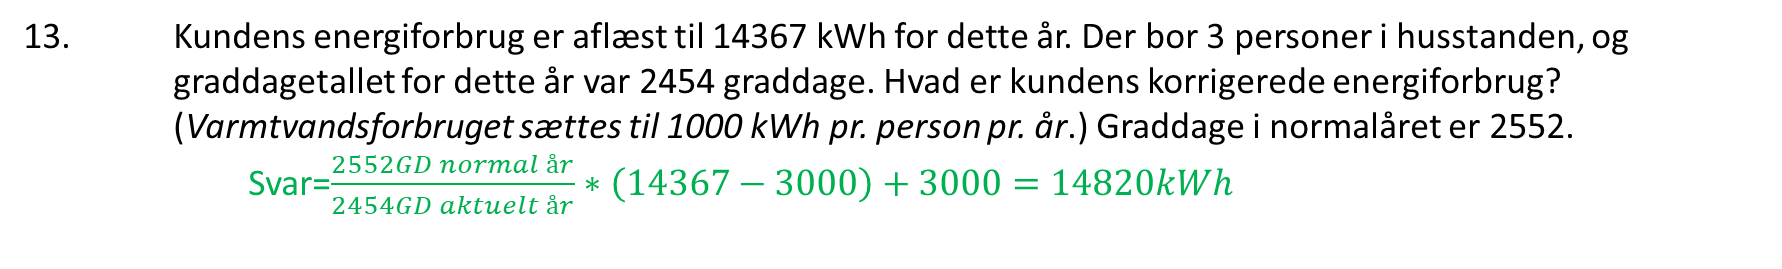 13. Kundens energiforbrug er aflæst til 14367 kWh for dette år. Der bor 3 personer i husstanden, og
graddagetallet for dette år var 2454 graddage. Hvad er kundens korrigerede energiforbrug?
(Varmtvandsforbruget sættes til 1000 kWh pr. person pr. år.) Graddage i normalåret er 2552.
Svar=2552GD normal år/2454GD aktuelt år * (14367 − 3000) + 3000 = 14820kWh